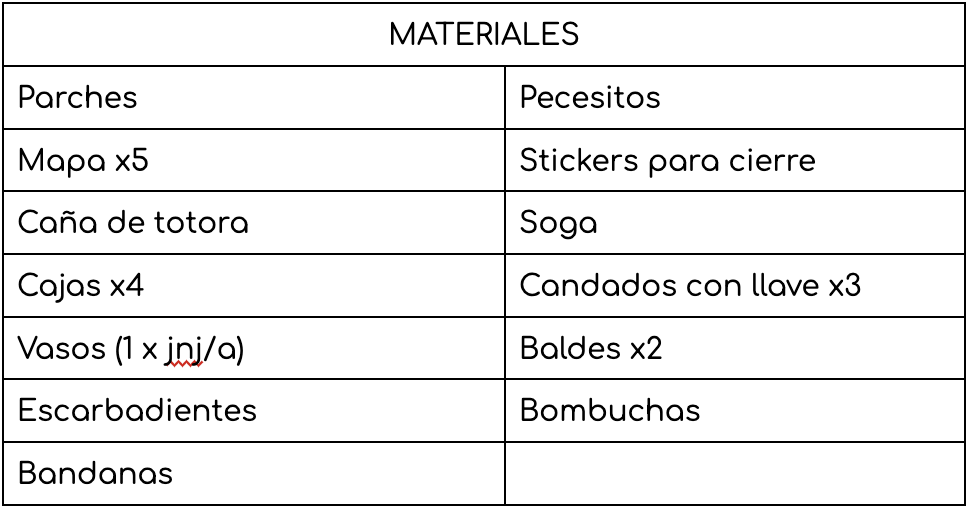 MATERIALES
Parches
Pecesitos
Mapa x5
Stickers para cierre
Caña de totora
Soga
Cajas x4
Candados con llave x3
Vasos (1 x jnj/a)
Baldes x2
Escarbadientes
Bombuchas
Bandanas